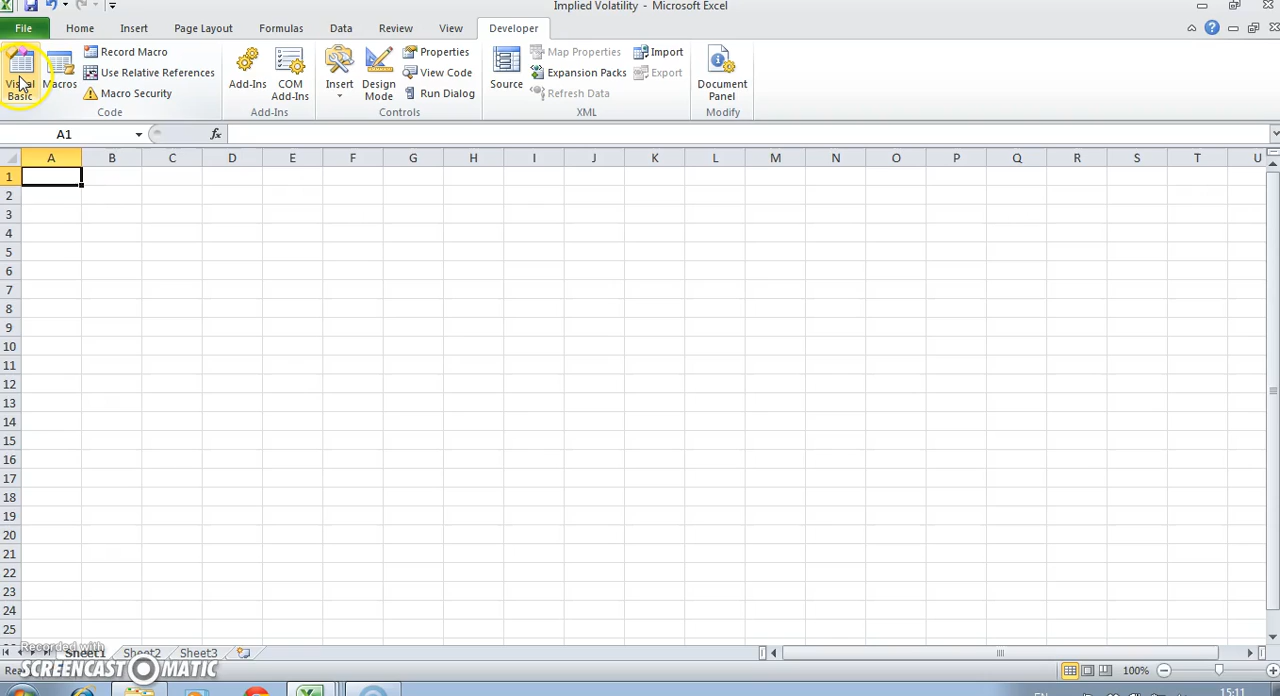 Implied Volatility - Microsoft Excel
File Home Insert Page Layout Formulas Data Review View Developer
Visual Basic
Macros
Record Macro
Use Relative References
Macro Security
Code
Add-Ins
COM Add-Ins
Add-Ins
Insert
Design Mode
Properties
View Code
Run Dialog
Controls
Source
Map Properties
Expansion Packs
Refresh Data
Import
Export
XML
Document Panel
Modify
A1 fx
A B C D E F G H I J K L M N O P Q R S T U
1
2
3
4
5
6
7
8
9
10
11
12
13
14
15
16
17
18
19
20
21
22
23
24
25
Recorded with
SCREENCAST MATIC
Sheet1 Sheet2 Sheet3
100%
15:11